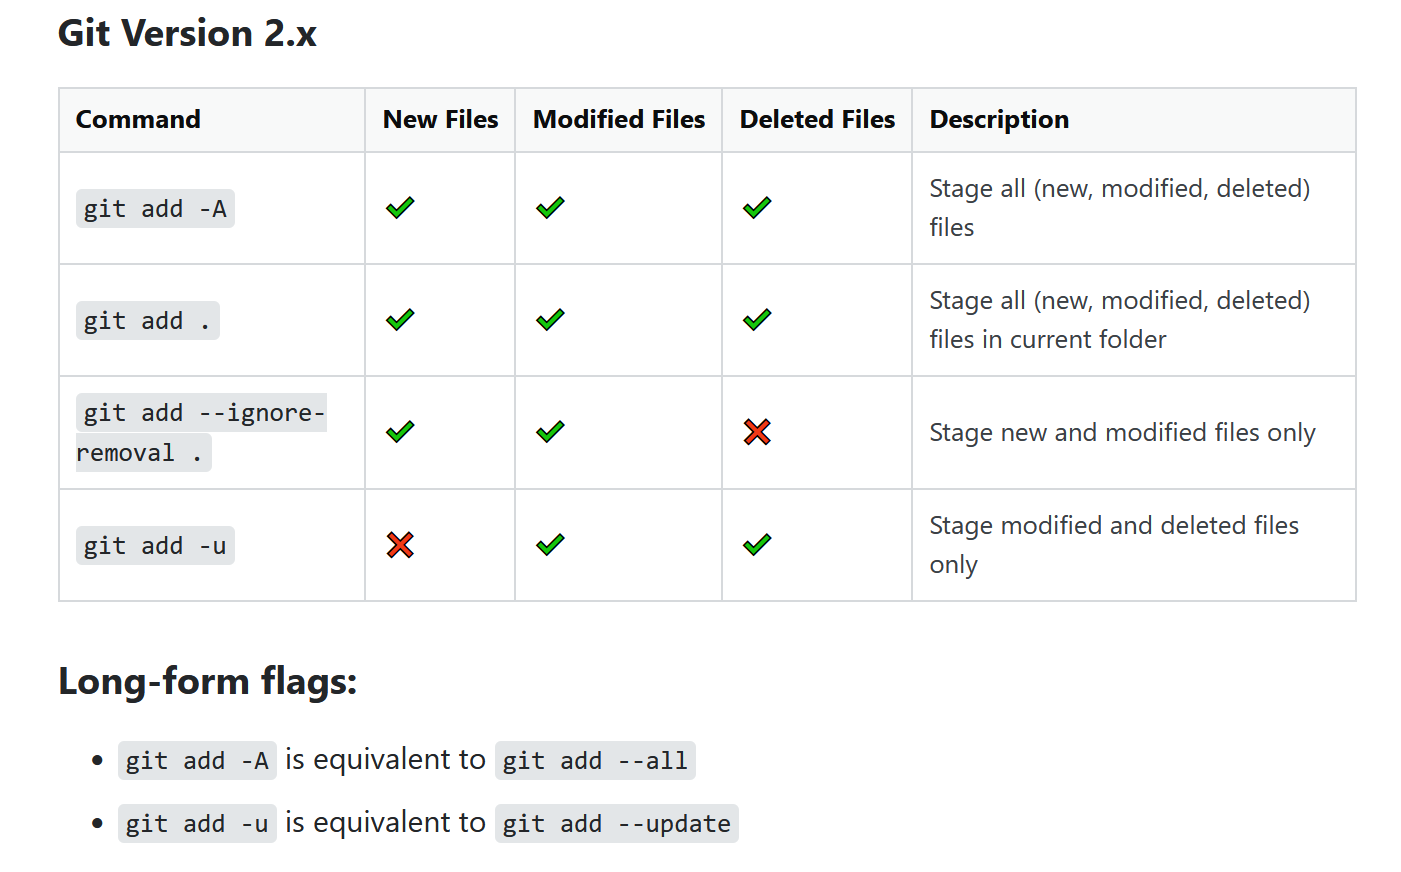 Git Version 2.x
Command New Files Modified Files Deleted Files Description
git add -A ✔ ✔ ✔ Stage all (new, modified, deleted)
files
git add . ✔ ✔ ✔ Stage all (new, modified, deleted)
files in current folder
git add --ignore-
removal . ✔ ✔ ❌ Stage new and modified files only
git add -u ❌ ✔ ✔ Stage modified and deleted files
only
Long-form flags:
• git add -A is equivalent to git add --all
• git add -u is equivalent to git add --update